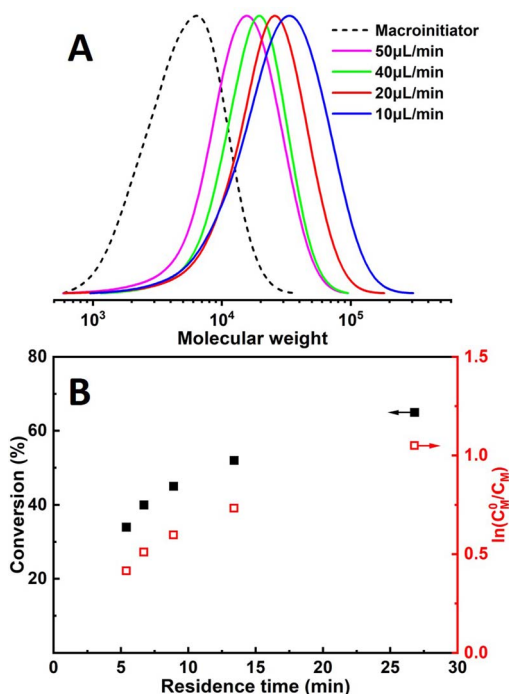 A
Macroinitiator
50μL/min
40μL/min
20μL/min
10μL/min
10³
10⁴
10⁵
Molecular weight
B
80
60
40
20
Conversion (%)
1.5
1.0
0.5
0.0
ln(C⁰M/CM)
0
5
10
15
20
25
30
Residence time (min)